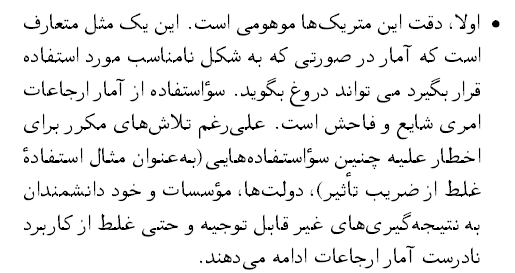 • اولا، دقت این متریک‌ها موهومی است. این یک مثل متعارف
است که آمار در صورتی که به شکل نامناسب مورد استفاده
قرار بگیرد می تواند دروغ بگوید. سؤاستفاده از آمار ارجاعات
امری شایع و فاحش است. علی‌رغم تلاش‌های مکرر برای
اخطار علیه چنین سؤاستفاده‌هایی (به‌عنوان مثال استفادهٔ
غلط از ضریب تأثیر)، دولت‌ها، مؤسسات و خود دانشمندان
به نتیجه‌گیری‌های غیر قابل توجیه و حتی غلط از کاربرد
نادرست آمار ارجاعات ادامه می‌دهند.